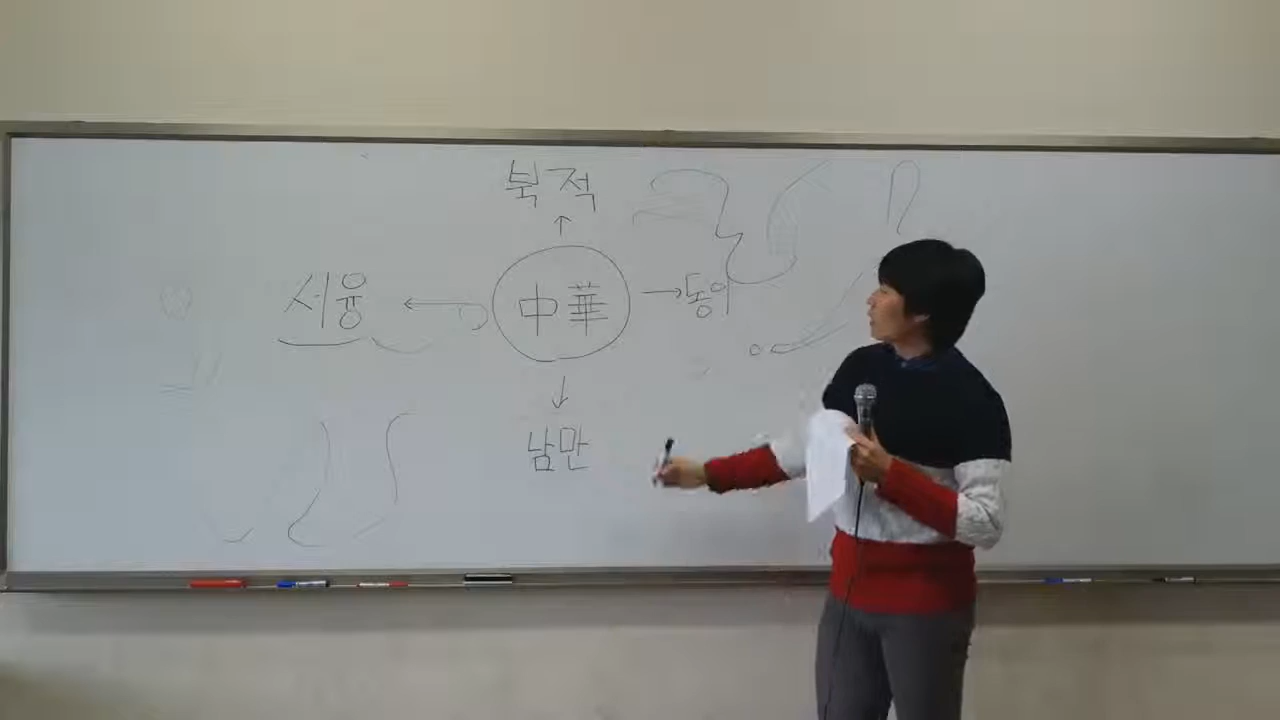 북적
서융 ← 中華 → 동이
↑
↓
남만